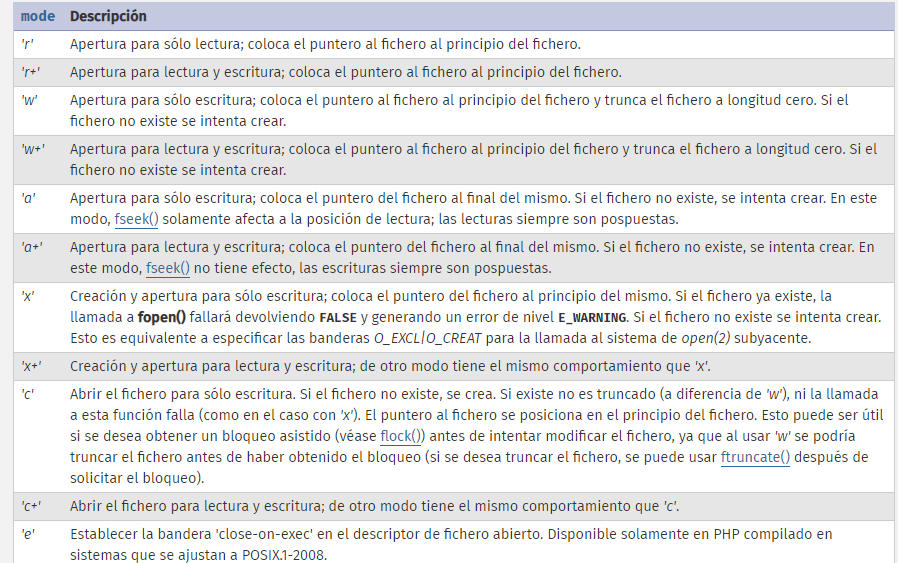 mode Descripción
'r' Apertura para sólo lectura; coloca el puntero al fichero al principio del fichero.
'r+' Apertura para lectura y escritura; coloca el puntero al fichero al principio del fichero.
'w' Apertura para sólo escritura; coloca el puntero al fichero al principio del fichero y trunca el fichero a longitud cero. Si el
fichero no existe se intenta crear.
'w+' Apertura para lectura y escritura; coloca el puntero al fichero al principio del fichero y trunca el fichero a longitud cero. Si el
fichero no existe se intenta crear.
'a' Apertura para sólo escritura; coloca el puntero del fichero al final del mismo. Si el fichero no existe, se intenta crear. En este
modo, fseek() solamente afecta a la posición de lectura; las lecturas siempre son pospuestas.
'a+' Apertura para lectura y escritura; coloca el puntero del fichero al final del mismo. Si el fichero no existe, se intenta crear. En
este modo, fseek() no tiene efecto, las escrituras siempre son pospuestas.
'x' Creación y apertura para sólo escritura; coloca el puntero del fichero al principio del mismo. Si el fichero ya existe, la
llamada a fopen() fallará devolviendo FALSE y generando un error de nivel E_WARNING. Si el fichero no existe se intenta crear.
Esto es equivalente a especificar las banderas O_EXCL|O_CREAT para la llamada al sistema de open(2) subyacente.
'x+' Creación y apertura para lectura y escritura; de otro modo tiene el mismo comportamiento que 'x'.
'c' Abrir el fichero para sólo escritura. Si el fichero no existe, se crea. Si existe no es truncado (a diferencia de 'w'), ni la llamada
a esta función falla (como en el caso con 'x'). El puntero al fichero se posiciona en el principio del fichero. Esto puede ser útil
si se desea obtener un bloqueo asistido (véase flock()) antes de intentar modificar el fichero, ya que al usar 'w' se podría
truncar el fichero antes de haber obtenido el bloqueo (si se desea truncar el fichero, se puede usar ftruncate() después de
solicitar el bloqueo).
'c+' Abrir el fichero para lectura y escritura; de otro modo tiene el mismo comportamiento que 'c'.
'e' Establecer la bandera 'close-on-exec' en el descriptor de fichero abierto. Disponible solamente en PHP compilado en
sistemas que se ajustan a POSIX.1-2008.